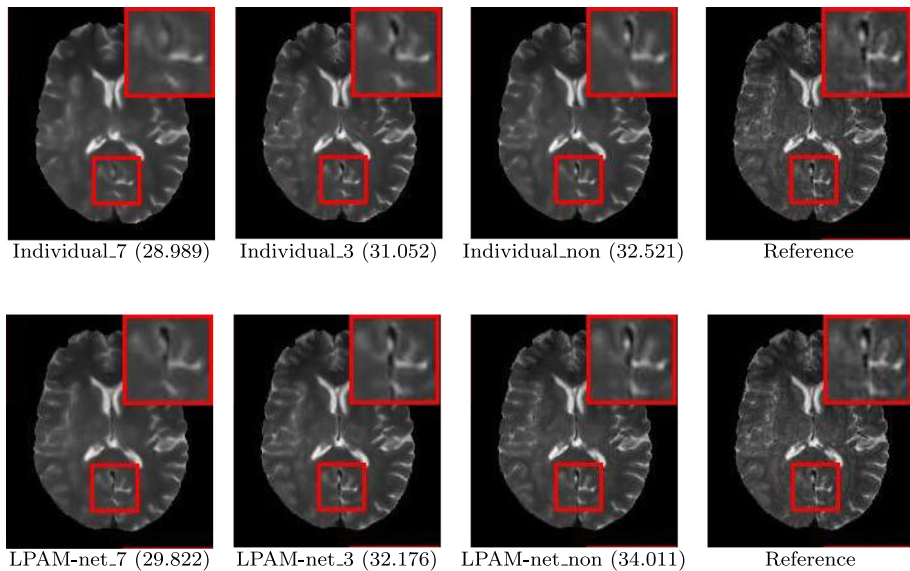 Individual_7 (28.989) Individual_3 (31.052) Individual_non (32.521) Reference
LPAM-net_7 (29.822) LPAM-net_3 (32.176) LPAM-net_non (34.011) Reference